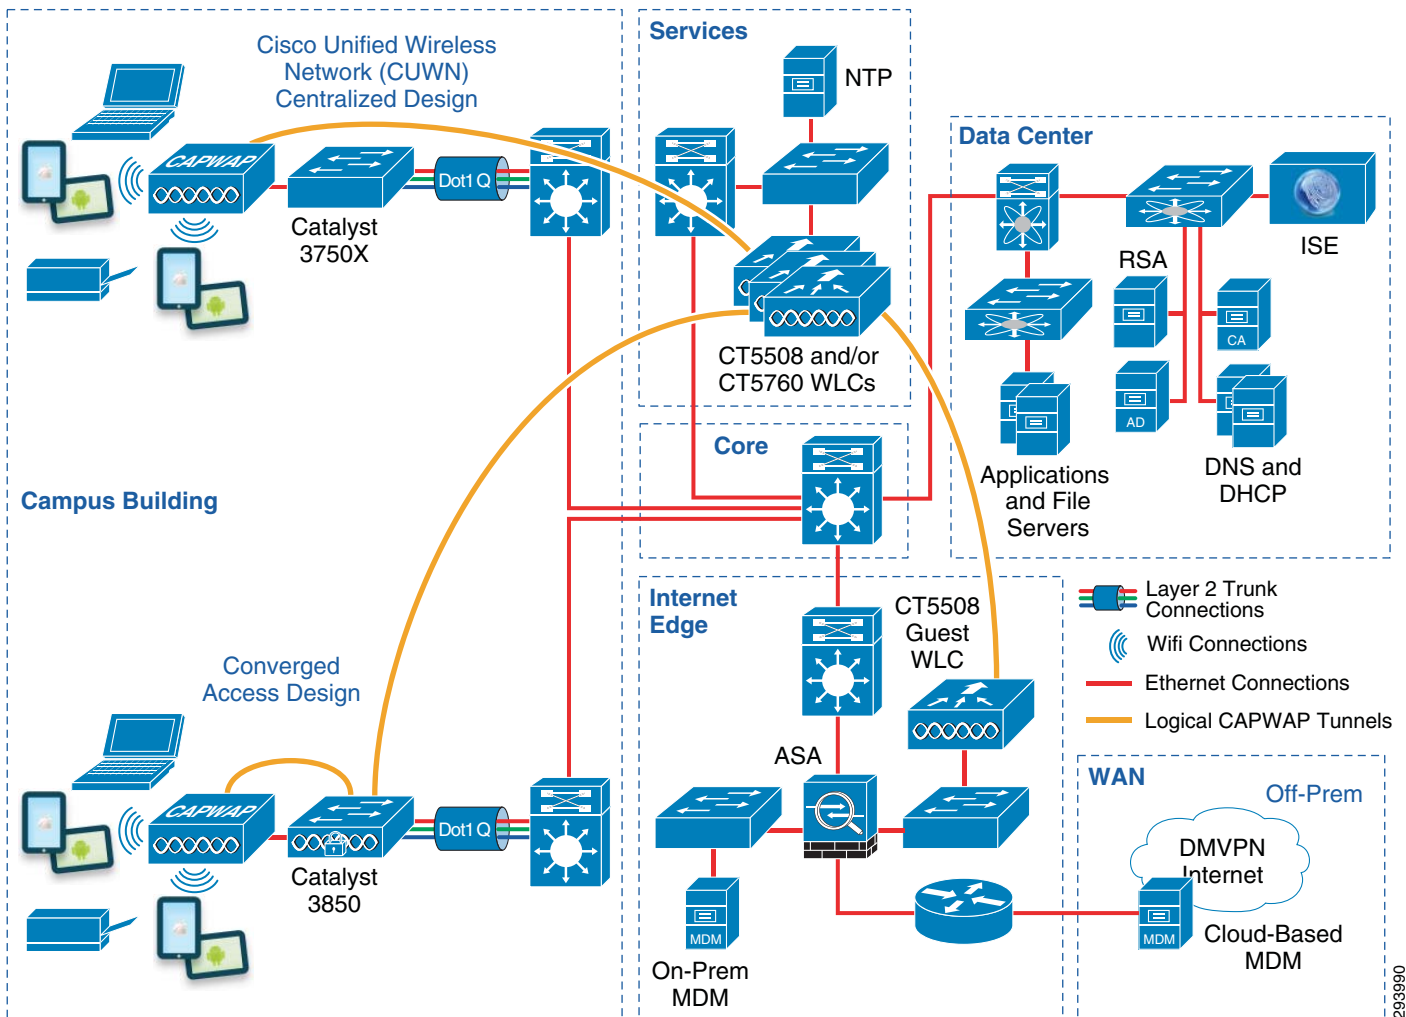 Cisco Unified Wireless
Network (CUWN)
Centralized Design
CAPWAP
Catalyst
3750X
Dot1Q
Services
NTP
CT5508 and/or
CT5760 WLCs
Data Center
ISE
RSA
CA
AD
Applications
and File
Servers
DNS and
DHCP
Core
Campus Building
Converged
Access Design
CAPWAP
Catalyst
3850
Dot1Q
Internet
Edge
CT5508
Guest
WLC
ASA
MDM
On-Prem
MDM
Layer 2 Trunk
Connections
Wifi Connections
Ethernet Connections
Logical CAPWAP Tunnels
WAN
Off-Prem
DMVPN
Internet
MDM
Cloud-Based
MDM
293990